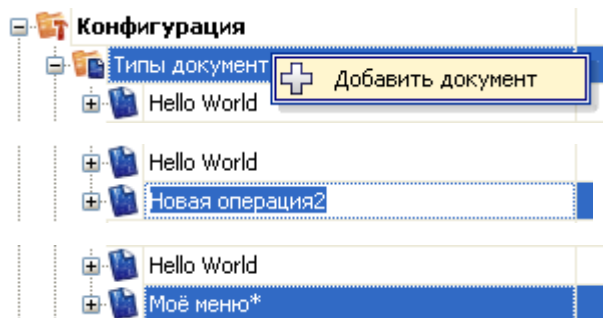 Конфигурация
Типы документ
Добавить документ
Hello World
Hello World
Новая операция2
Hello World
Моё меню*